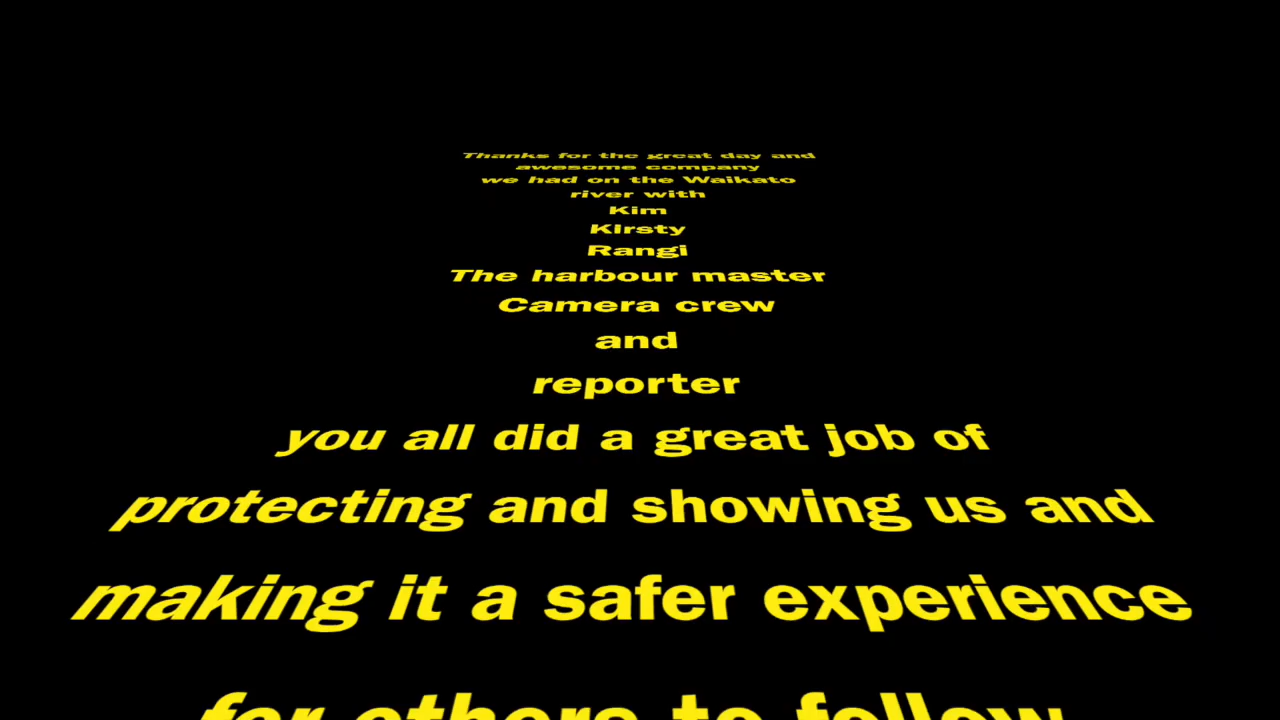 Thanks for the great day and
awesome company
we had on the Waikato
river with
Kim
Kirsty
Rangi
The harbour master
Camera crew
and
reporter
you all did a great job of
protecting and showing us and
making it a safer experience
for others to follow